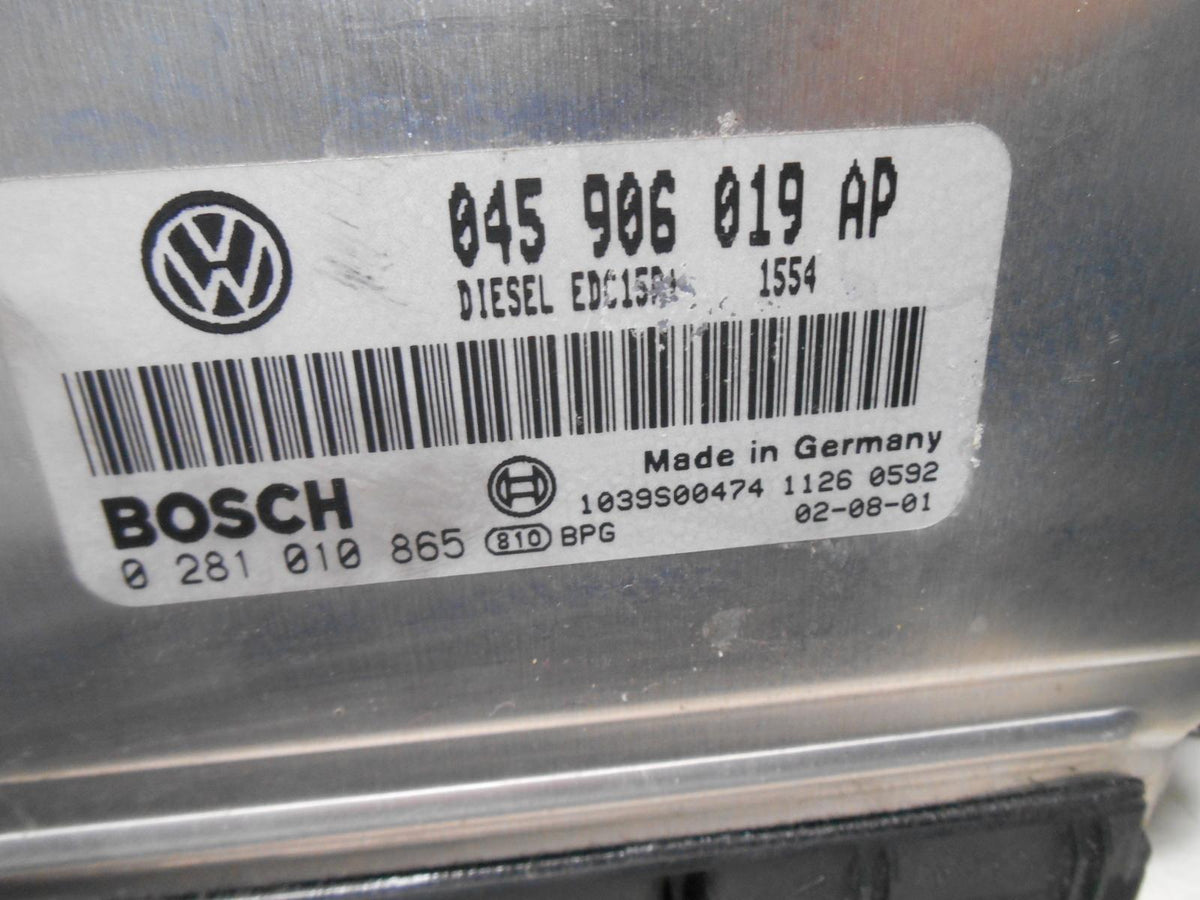 045 906 019 AP
DIESEL EDC15P+ 1554
Made in Germany
BOSCH
1039S00474 1126 0592
0 281 010 865 810 BPG
02-08-01